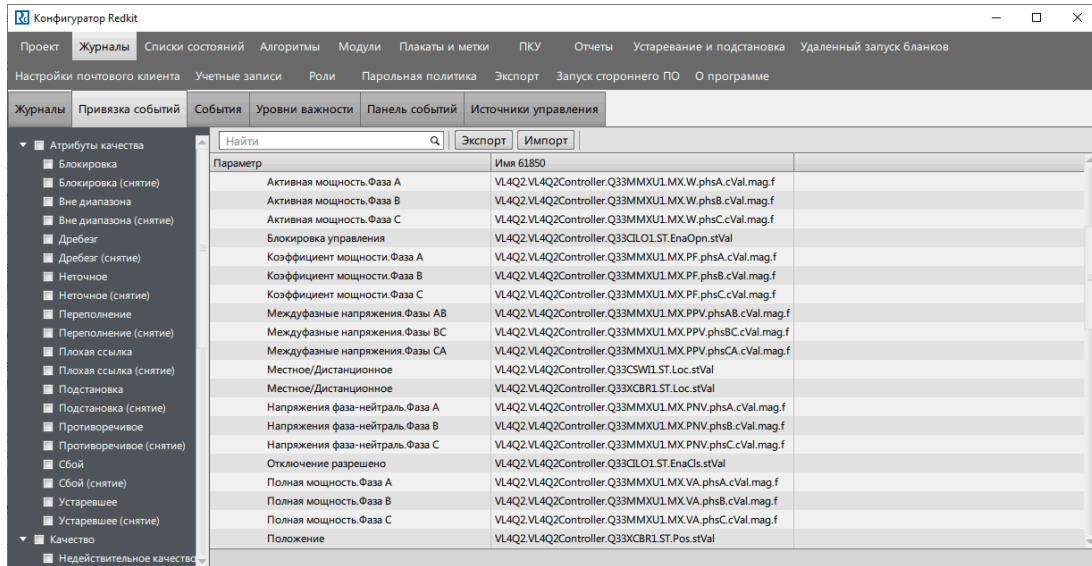 Конфигуратор Redkit
Проект Журналы Списки состояний Алгоритмы Модули Плакаты и метки ПКУ Отчеты Устаревание и подстановка Удаленный запуск бланков
Настройки почтового клиента Учетные записи Роли Парольная политика Экспорт Запуск стороннего ПО О программе
Журналы Привязка событий События Уровни важности Панель событий Источники управления
Найти Экспорт Импорт
Атрибуты качества
Блокировка
Блокировка (снятие)
Вне диапазона
Вне диапазона (снятие)
Дребезг
Дребезг (снятие)
Неточное
Неточное (снятие)
Переполнение
Переполнение (снятие)
Плохая ссылка
Плохая ссылка (снятие)
Подстановка
Подстановка (снятие)
Противоречивое
Противоречивое (снятие)
Сбой
Сбой (снятие)
Устаревшее
Устаревшее (снятие)
Качество
Недействительное качество
Параметр Имя 61850
Активная мощность.Фаза A VL4Q2.VL4Q2Controller.Q33MMXU1.MX.W.phsA.cVal.mag.f
Активная мощность.Фаза B VL4Q2.VL4Q2Controller.Q33MMXU1.MX.W.phsB.cVal.mag.f
Активная мощность.Фаза C VL4Q2.VL4Q2Controller.Q33MMXU1.MX.W.phsC.cVal.mag.f
Блокировка управления VL4Q2.VL4Q2Controller.Q33CILO1.ST.EnaOpn.stVal
Коэффициент мощности.Фаза A VL4Q2.VL4Q2Controller.Q33MMXU1.MX.PF.phsA.cVal.mag.f
Коэффициент мощности.Фаза B VL4Q2.VL4Q2Controller.Q33MMXU1.MX.PF.phsB.cVal.mag.f
Коэффициент мощности.Фаза C VL4Q2.VL4Q2Controller.Q33MMXU1.MX.PF.phsC.cVal.mag.f
Междуфазные напряжения.Фазы AB VL4Q2.VL4Q2Controller.Q33MMXU1.MX.PPV.phsAB.cVal.mag.f
Междуфазные напряжения.Фазы BC VL4Q2.VL4Q2Controller.Q33MMXU1.MX.PPV.phsBC.cVal.mag.f
Междуфазные напряжения.Фазы CA VL4Q2.VL4Q2Controller.Q33MMXU1.MX.PPV.phsCA.cVal.mag.f
Местное/Дистанционное VL4Q2.VL4Q2Controller.Q33CSWI1.ST.Loc.stVal
Местное/Дистанционное VL4Q2.VL4Q2Controller.Q33XCBR1.ST.Loc.stVal
Напряжения фаза-нейтраль.Фаза A VL4Q2.VL4Q2Controller.Q33MMXU1.MX.PNV.phsA.cVal.mag.f
Напряжения фаза-нейтраль.Фаза B VL4Q2.VL4Q2Controller.Q33MMXU1.MX.PNV.phsB.cVal.mag.f
Напряжения фаза-нейтраль.Фаза C VL4Q2.VL4Q2Controller.Q33MMXU1.MX.PNV.phsC.cVal.mag.f
Отключение разрешено VL4Q2.VL4Q2Controller.Q33CILO1.ST.EnaCls.stVal
Полная мощность.Фаза A VL4Q2.VL4Q2Controller.Q33MMXU1.MX.VA.phsA.cVal.mag.f
Полная мощность.Фаза B VL4Q2.VL4Q2Controller.Q33MMXU1.MX.VA.phsB.cVal.mag.f
Полная мощность.Фаза C VL4Q2.VL4Q2Controller.Q33MMXU1.MX.VA.phsC.cVal.mag.f
Положение VL4Q2.VL4Q2Controller.Q33XCBR1.ST.Pos.stVal